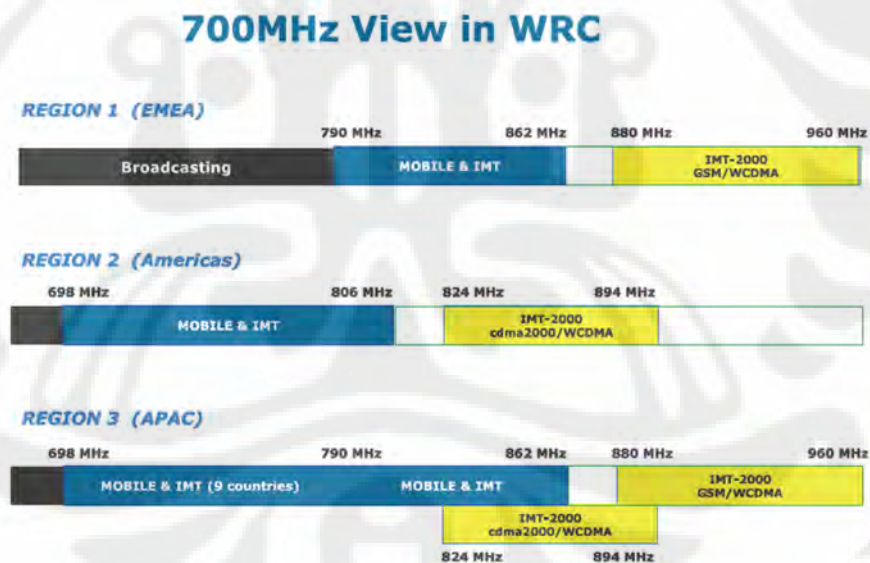 700MHz View in WRC
REGION 1 (EMEA)
790 MHz 862 MHz 880 MHz 960 MHz
Broadcasting MOBILE & IMT IMT-2000
GSM/WCDMA
REGION 2 (Americas)
698 MHz 806 MHz 824 MHz 894 MHz
MOBILE & IMT IMT-2000
cdma2000/WCDMA
REGION 3 (APAC)
698 MHz 790 MHz 862 MHz 880 MHz 960 MHz
MOBILE & IMT (9 countries) MOBILE & IMT IMT-2000
GSM/WCDMA
IMT-2000
cdma2000/WCDMA
824 MHz 894 MHz